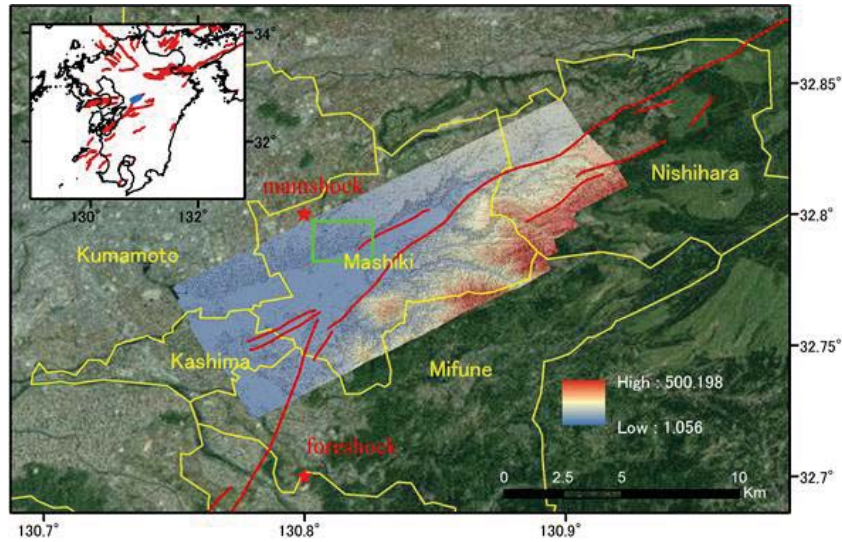 34°
32°
130°
132°
32.85°
mainshock
Nishihara
32.8°
Kumamoto
Mashiki
Kashima
32.75°
Mifune
High : 500.198
Low : 1.056
foreshock
32.7°
0 2.5 5 10
Km
130.7°
130.8°
130.9°